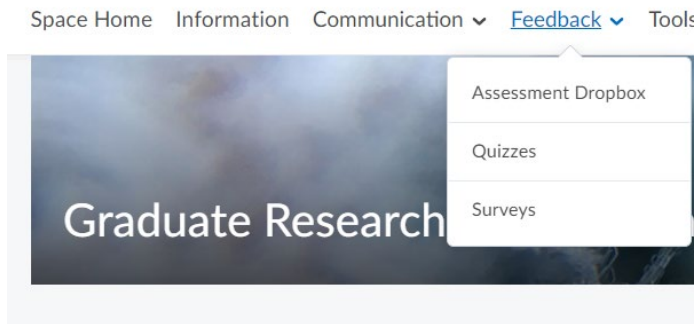 Space Home Information Communication Feedback Tools
Assessment Dropbox
Quizzes
Surveys
Graduate Research